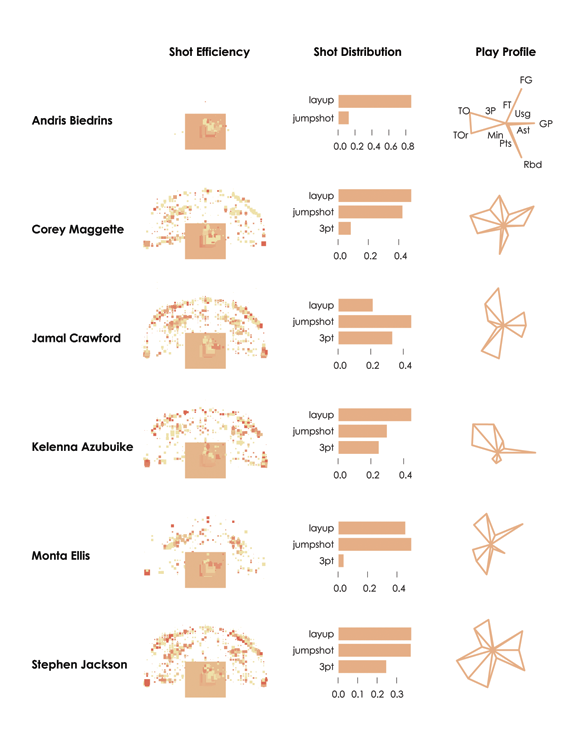 Shot Efficiency
Shot Distribution
Play Profile
Andris Biedrins
layup
jumpshot
0.0 0.2 0.4 0.6 0.8
FG
TO
3P
FT
Usg
GP
TOr
Min
Ast
Pts
Rbd
Corey Maggette
layup
jumpshot
3pt
0.0 0.2 0.4
Jamal Crawford
layup
jumpshot
3pt
0.0 0.2 0.4
Kelenna Azubuike
layup
jumpshot
3pt
0.0 0.2 0.4
Monta Ellis
layup
jumpshot
3pt
0.0 0.2 0.4
Stephen Jackson
layup
jumpshot
3pt
0.0 0.1 0.2 0.3